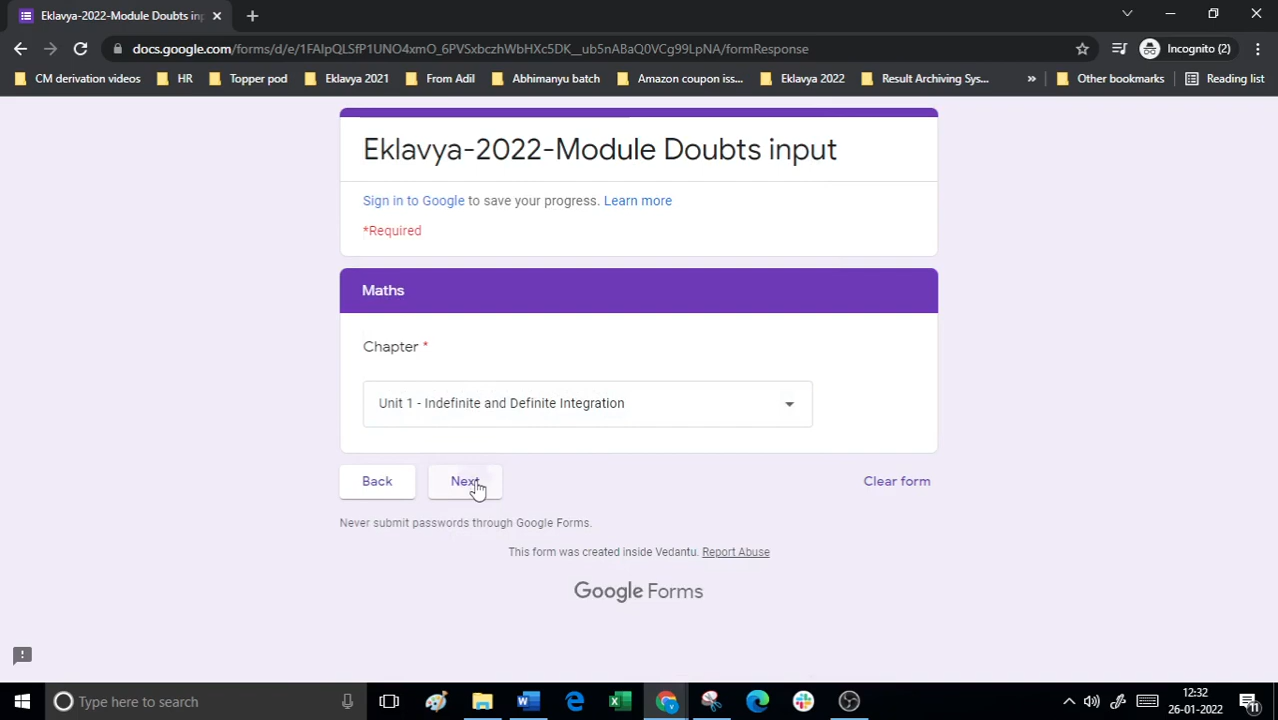 Eklavya-2022-Module Doubts inp
docs.google.com/forms/d/e/1FAIpQLSfP1UNO4xmO_6PVSxbczhWbHXc5DK__ub5nABaQ0VCg99LpNA/formResponse
Incognito (2)
CM derivation videos
HR
Topper pod
Eklavya 2021
From Adil
Abhimanyu batch
Amazon coupon iss...
Eklavya 2022
Result Archiving Sys...
»
Other bookmarks
Reading list
Eklavya-2022-Module Doubts input
Sign in to Google to save your progress. Learn more
*Required
Maths
Chapter *
Unit 1 - Indefinite and Definite Integration
Back
Next
Clear form
Never submit passwords through Google Forms.
This form was created inside Vedantu. Report Abuse
Google Forms
Type here to search
12:32
26-01-2022
11